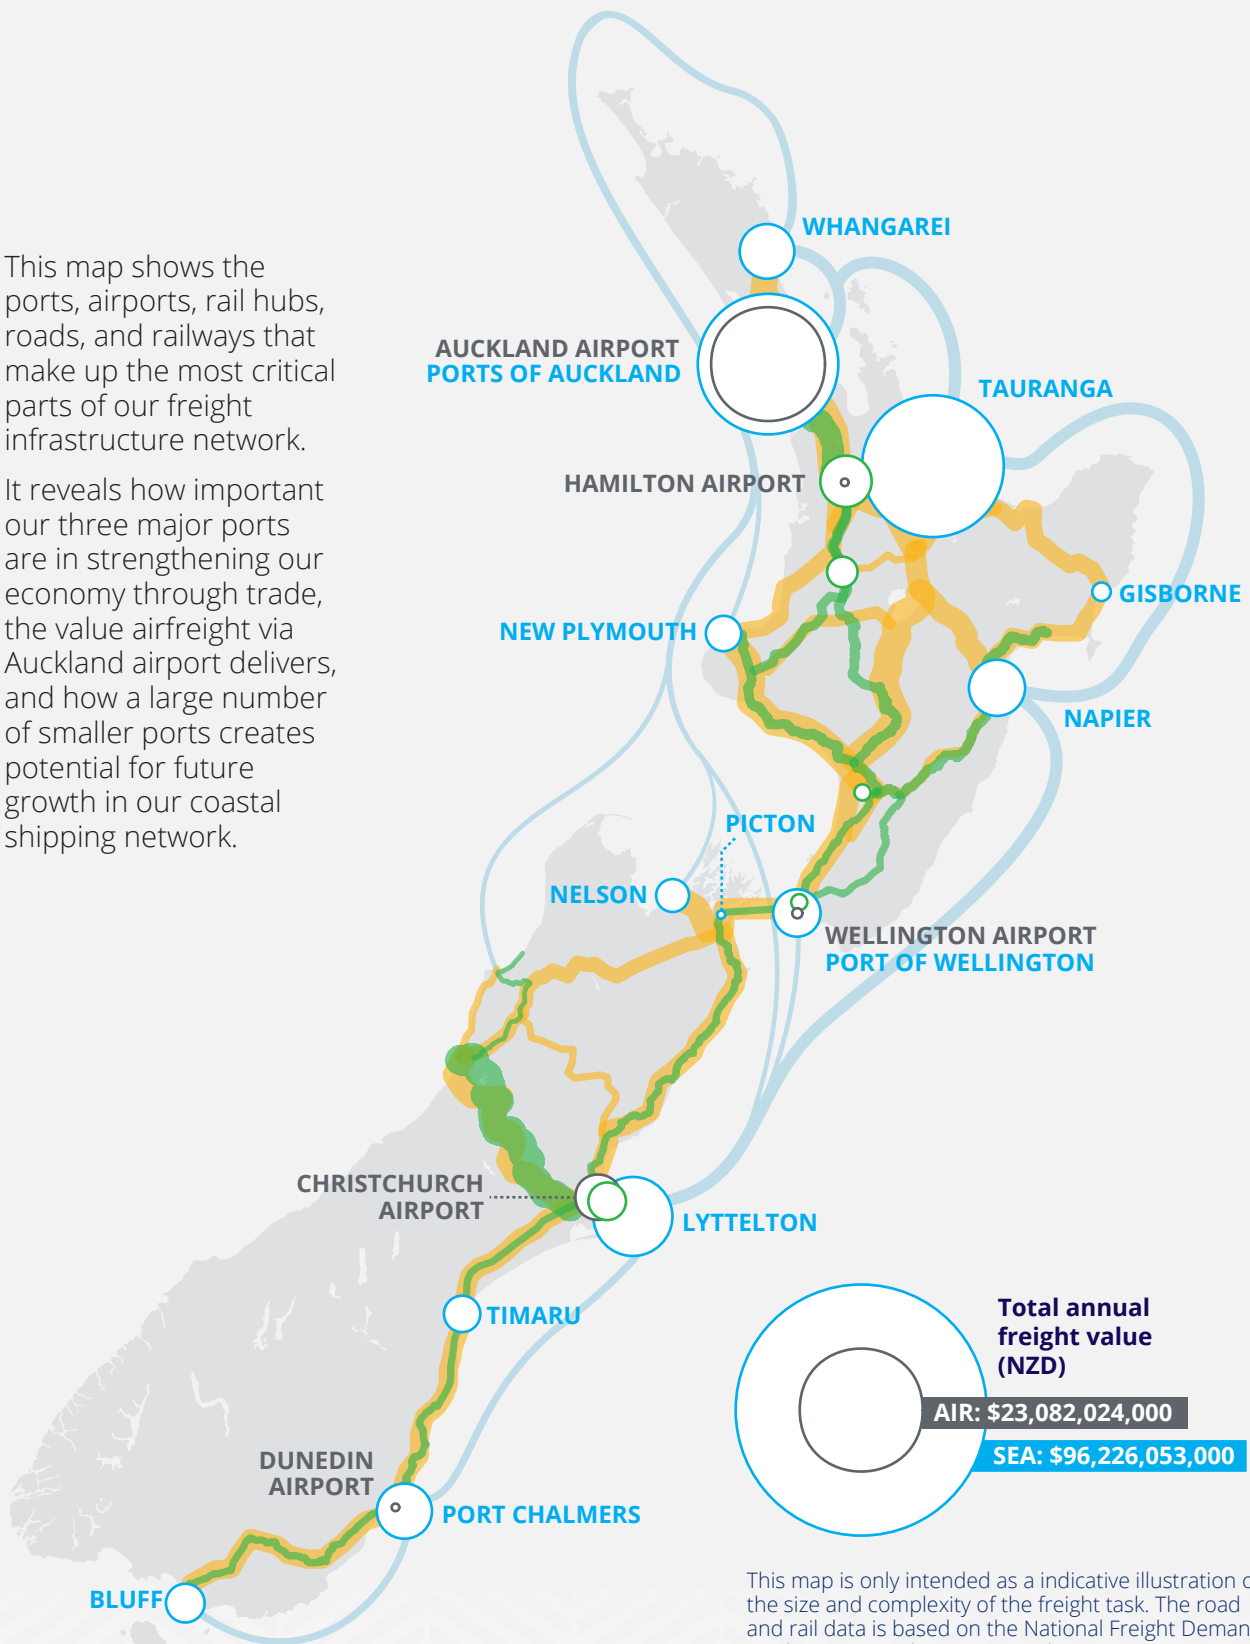 This map shows the
ports, airports, rail hubs,
roads, and railways that
make up the most critical
parts of our freight
infrastructure network.
It reveals how important
our three major ports
are in strengthening our
economy through trade,
the value airfreight via
Auckland airport delivers,
and how a large number
of smaller ports creates
potential for future
growth in our coastal
shipping network.
WHANGAREI
AUCKLAND AIRPORT
PORTS OF AUCKLAND
TAURANGA
HAMILTON AIRPORT
GISBORNE
NEW PLYMOUTH
NAPIER
PICTON
NELSON
WELLINGTON AIRPORT
PORT OF WELLINGTON
CHRISTCHURCH
AIRPORT
LYTTELTON
TIMARU
Total annual
freight value
(NZD)
AIR: $23,082,024,000
SEA: $96,226,053,000
DUNEDIN
AIRPORT
PORT CHALMERS
BLUFF
This map is only intended as a indicative illustration
the size and complexity of the freight task. The road
and rail data is based on the National Freight Deman